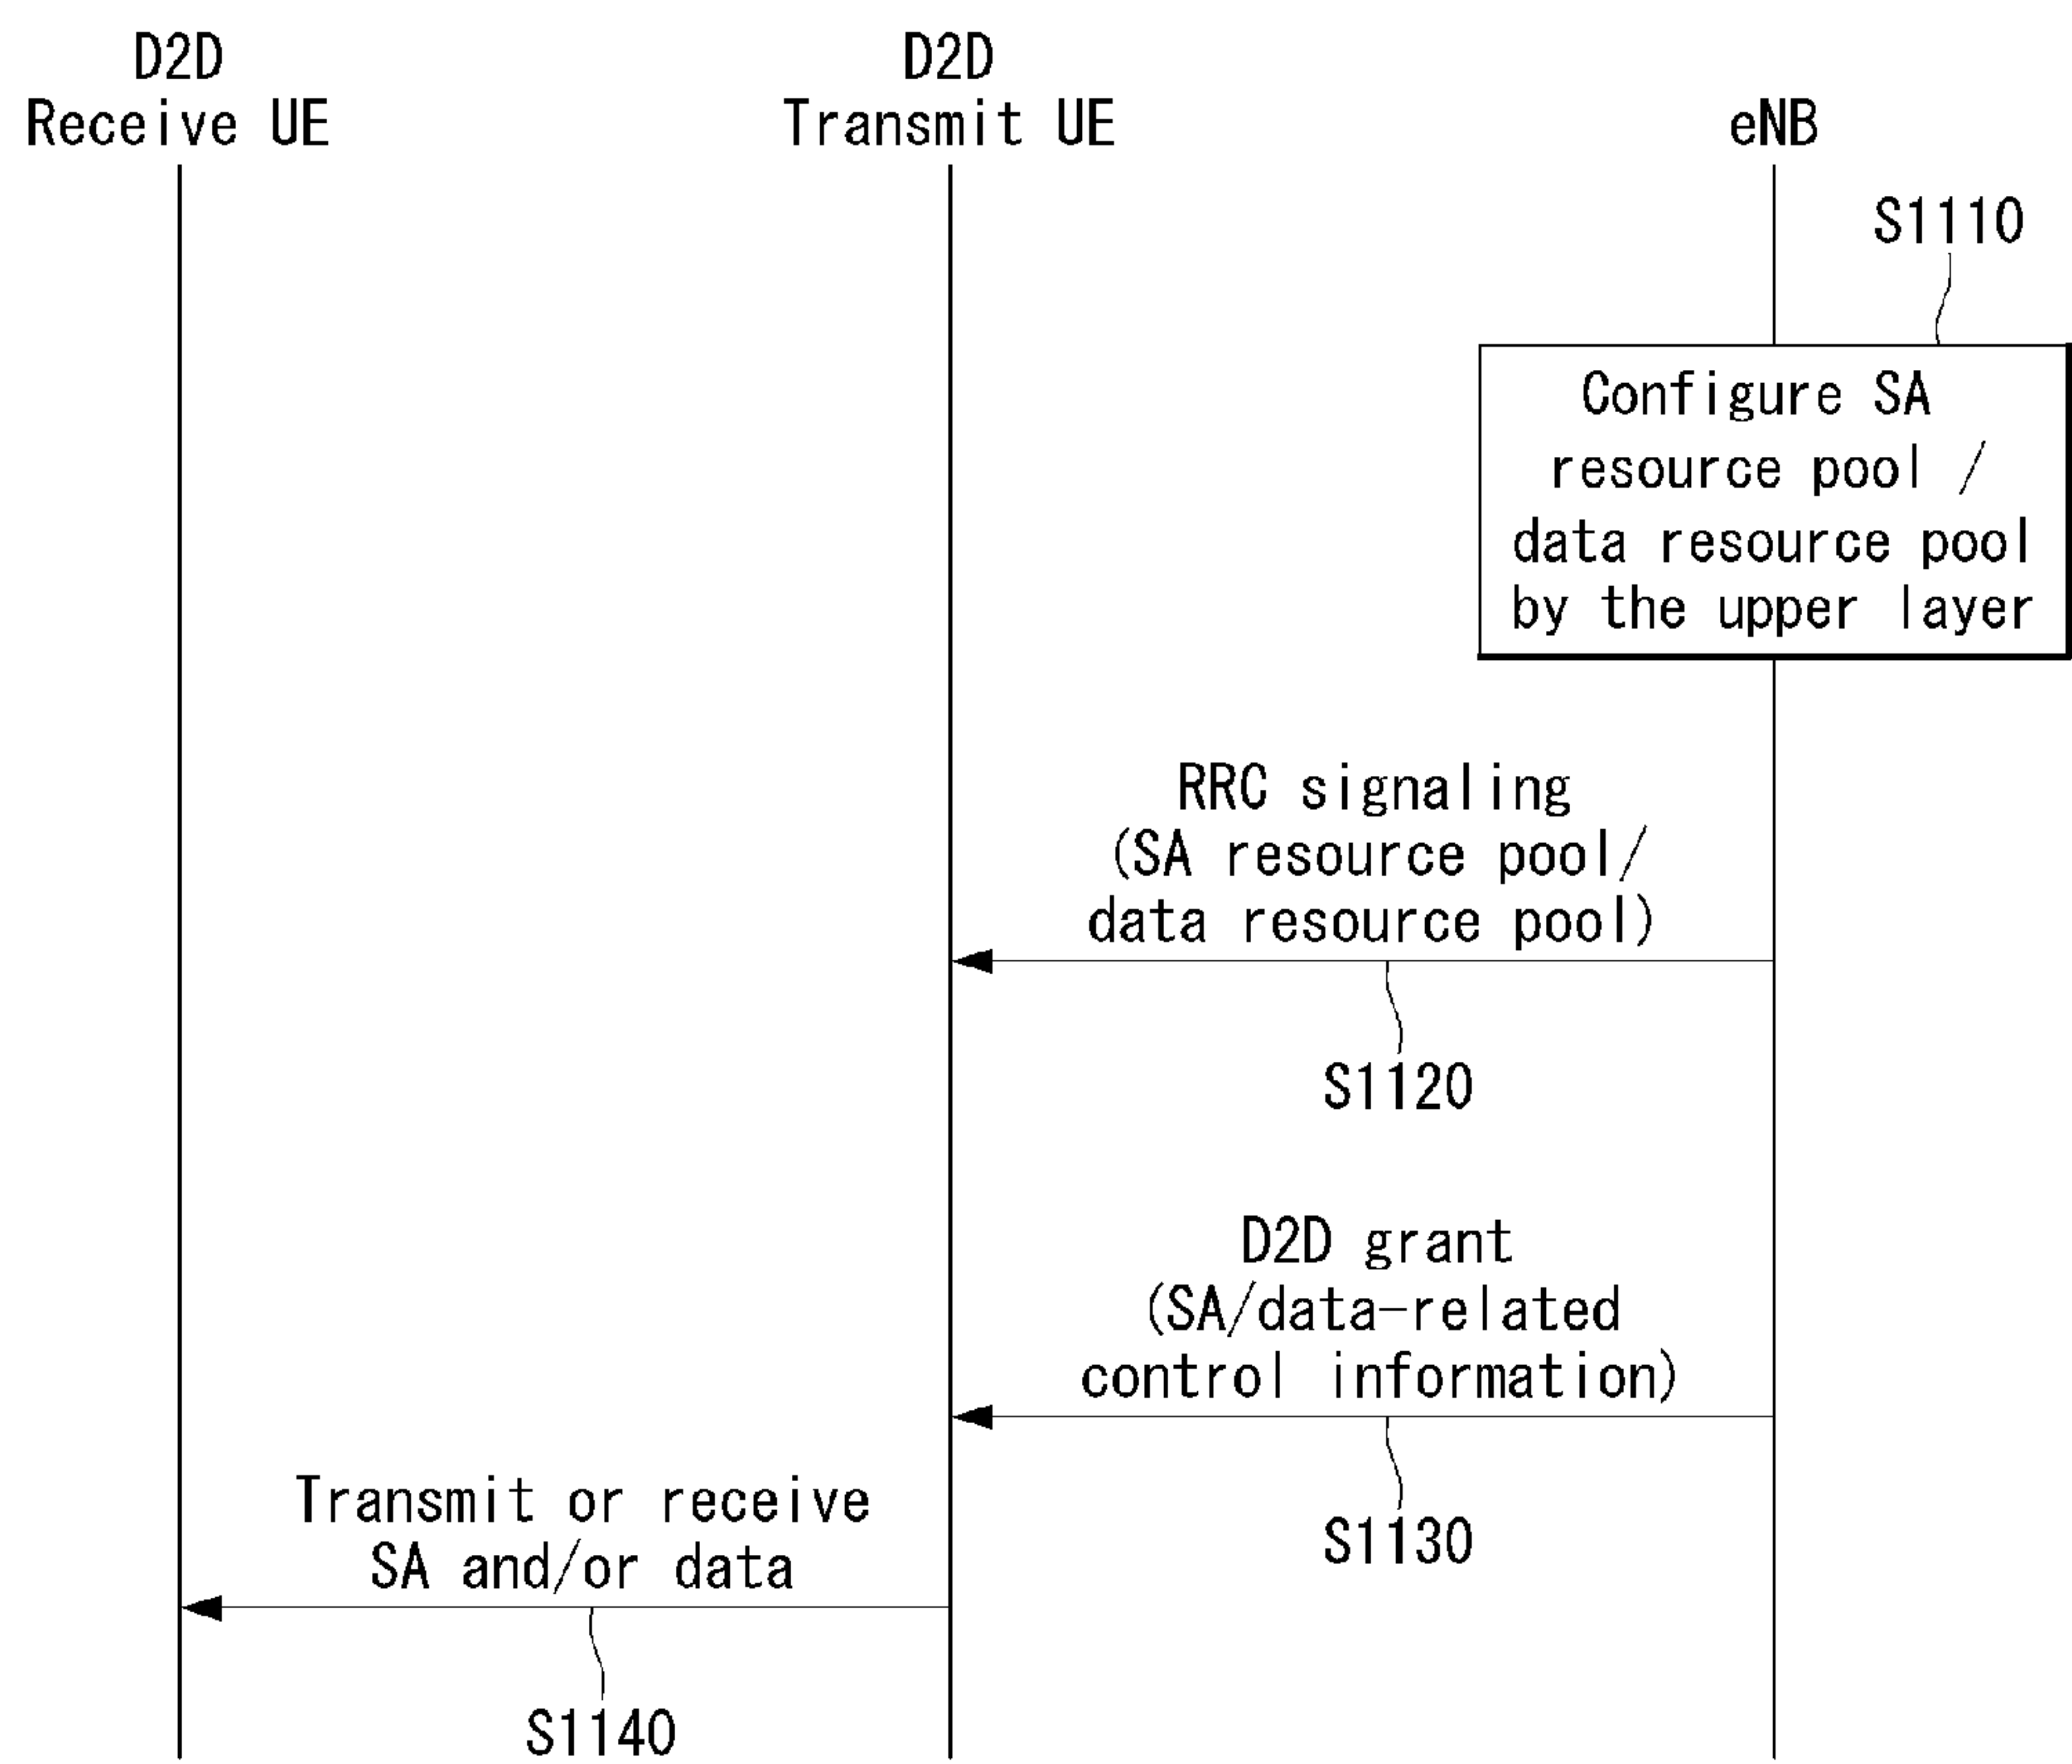 D2D
Receive UE
D2D
Transmit UE
eNB
S1110
Configure SA
resource pool /
data resource pool
by the upper layer
RRC signaling
(SA resource pool/
data resource pool)
S1120
D2D grant
(SA/data-related
control information)
S1130
Transmit or receive
SA and/or data
S1140